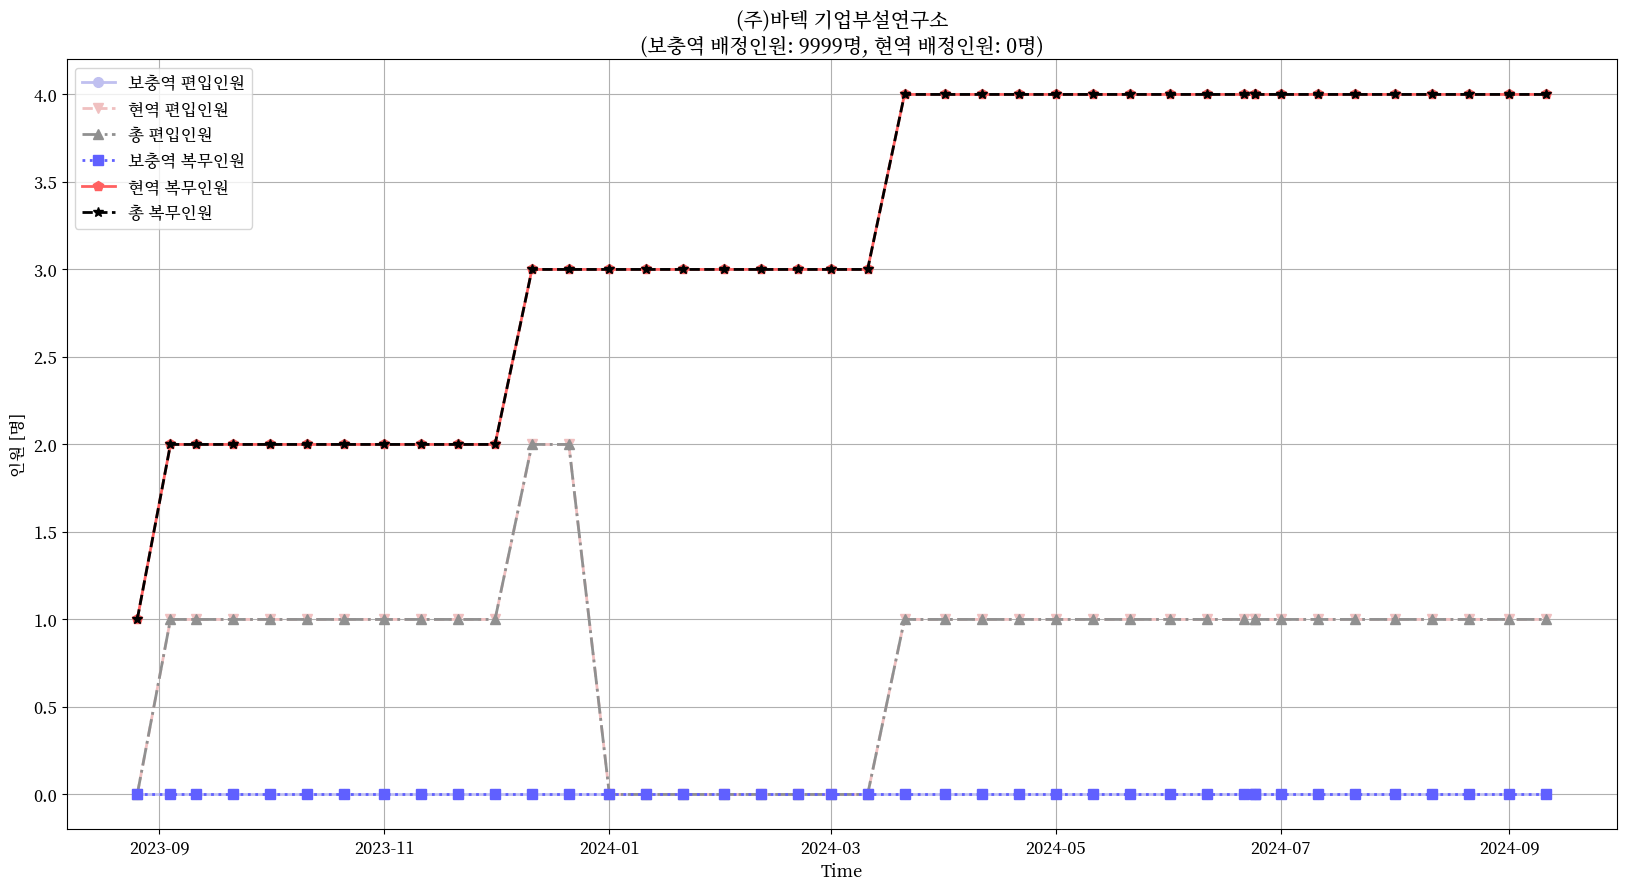 (주)바텍 기업부설연구소
(보충역 배정인원: 9999명, 현역 배정인원: 0명)
보충역 편입인원
현역 편입인원
총 편입인원
보충역 복무인원
현역 복무인원
총 복무인원
인원 [명]
4.0
3.5
3.0
2.5
2.0
1.5
1.0
0.5
0.0
2023-09
2023-11
2024-01
2024-03
2024-05
2024-07
2024-09
Time